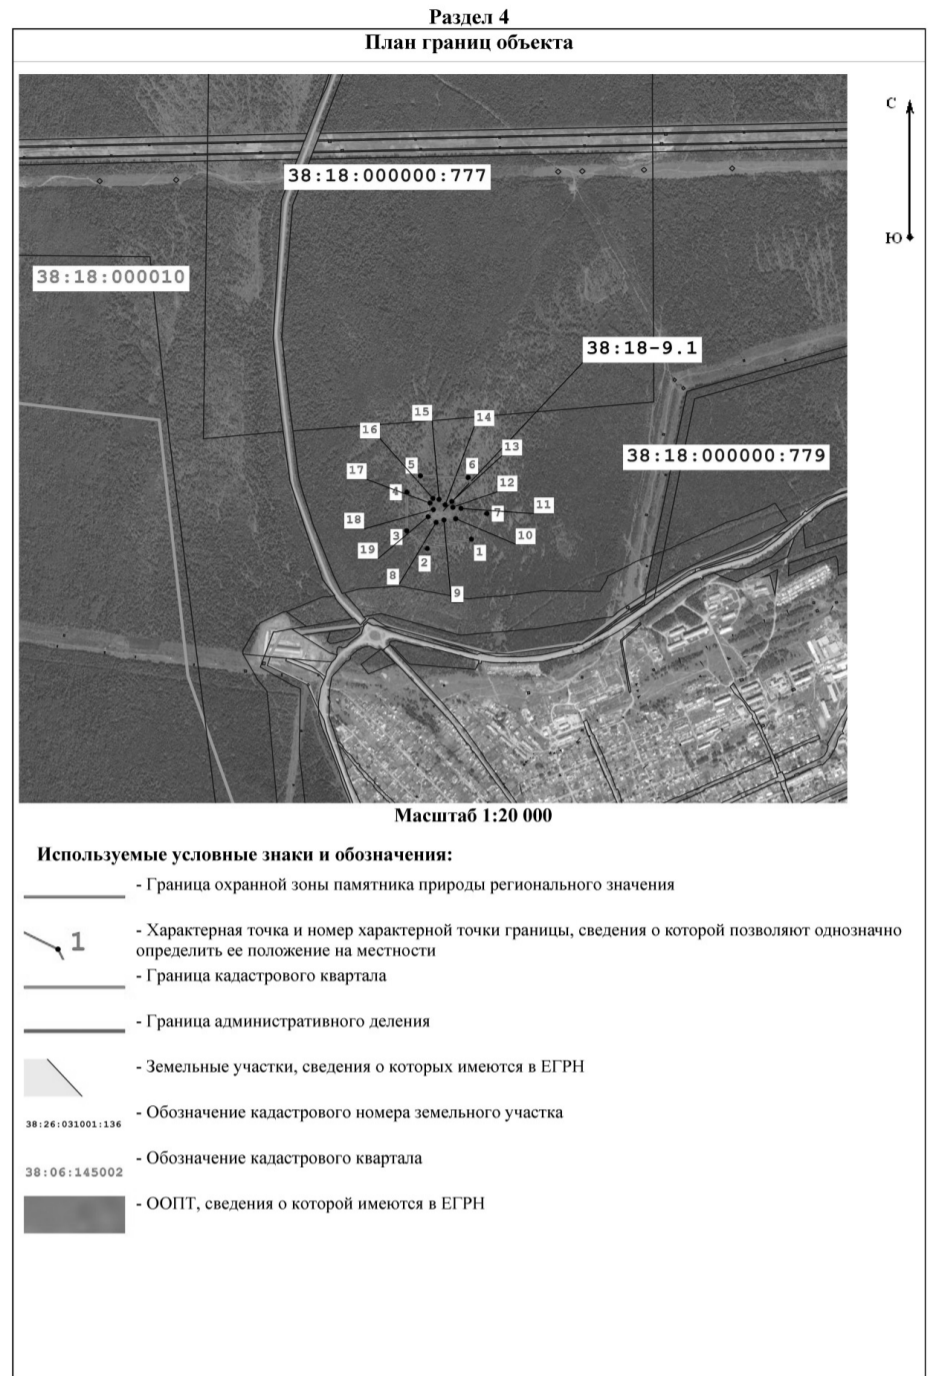 Раздел 4
План границ объекта
С
38:18:000000:777
Ю
38:18:000010
38:18-9.1
15
14
16
13
38:18:000000:779
5
6
17
12
4
11
7
18
3
10
19
1
2
8
9
Масштаб 1:20 000
Используемые условные знаки и обозначения:
- Граница охранной зоны памятника природы регионального значения
1
- Характерная точка и номер характерной точки границы, сведения о которой позволяют однозначно
определить ее положение на местности
- Граница кадастрового квартала
- Граница административного деления
- Земельные участки, сведения о которых имеются в ЕГРН
38:26:031001:136
- Обозначение кадастрового номера земельного участка
38:06:145002
- Обозначение кадастрового квартала
- ООПТ, сведения о которой имеются в ЕГРН